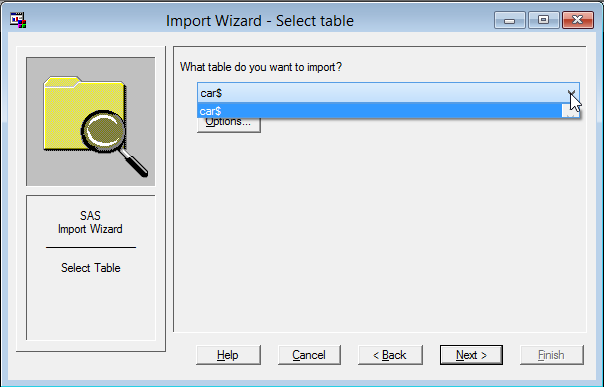 Import Wizard - Select table
What table do you want to import?
car$
car$
Options...
SAS
Import Wizard
Select Table
Help
Cancel
< Back
Next >
Finish